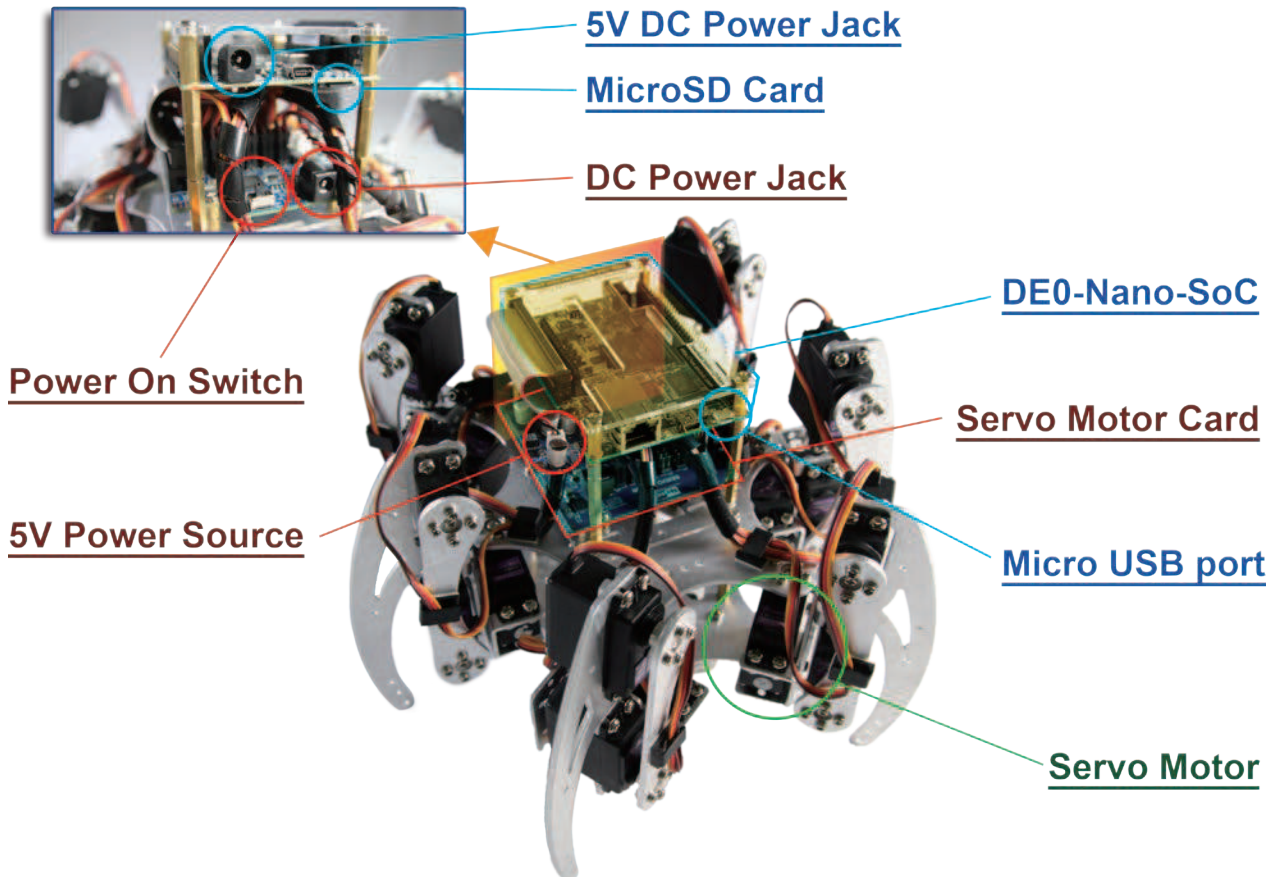 5V DC Power Jack
MicroSD Card
DC Power Jack
DE0-Nano-SoC
Power On Switch
Servo Motor Card
5V Power Source
Micro USB port
Servo Motor